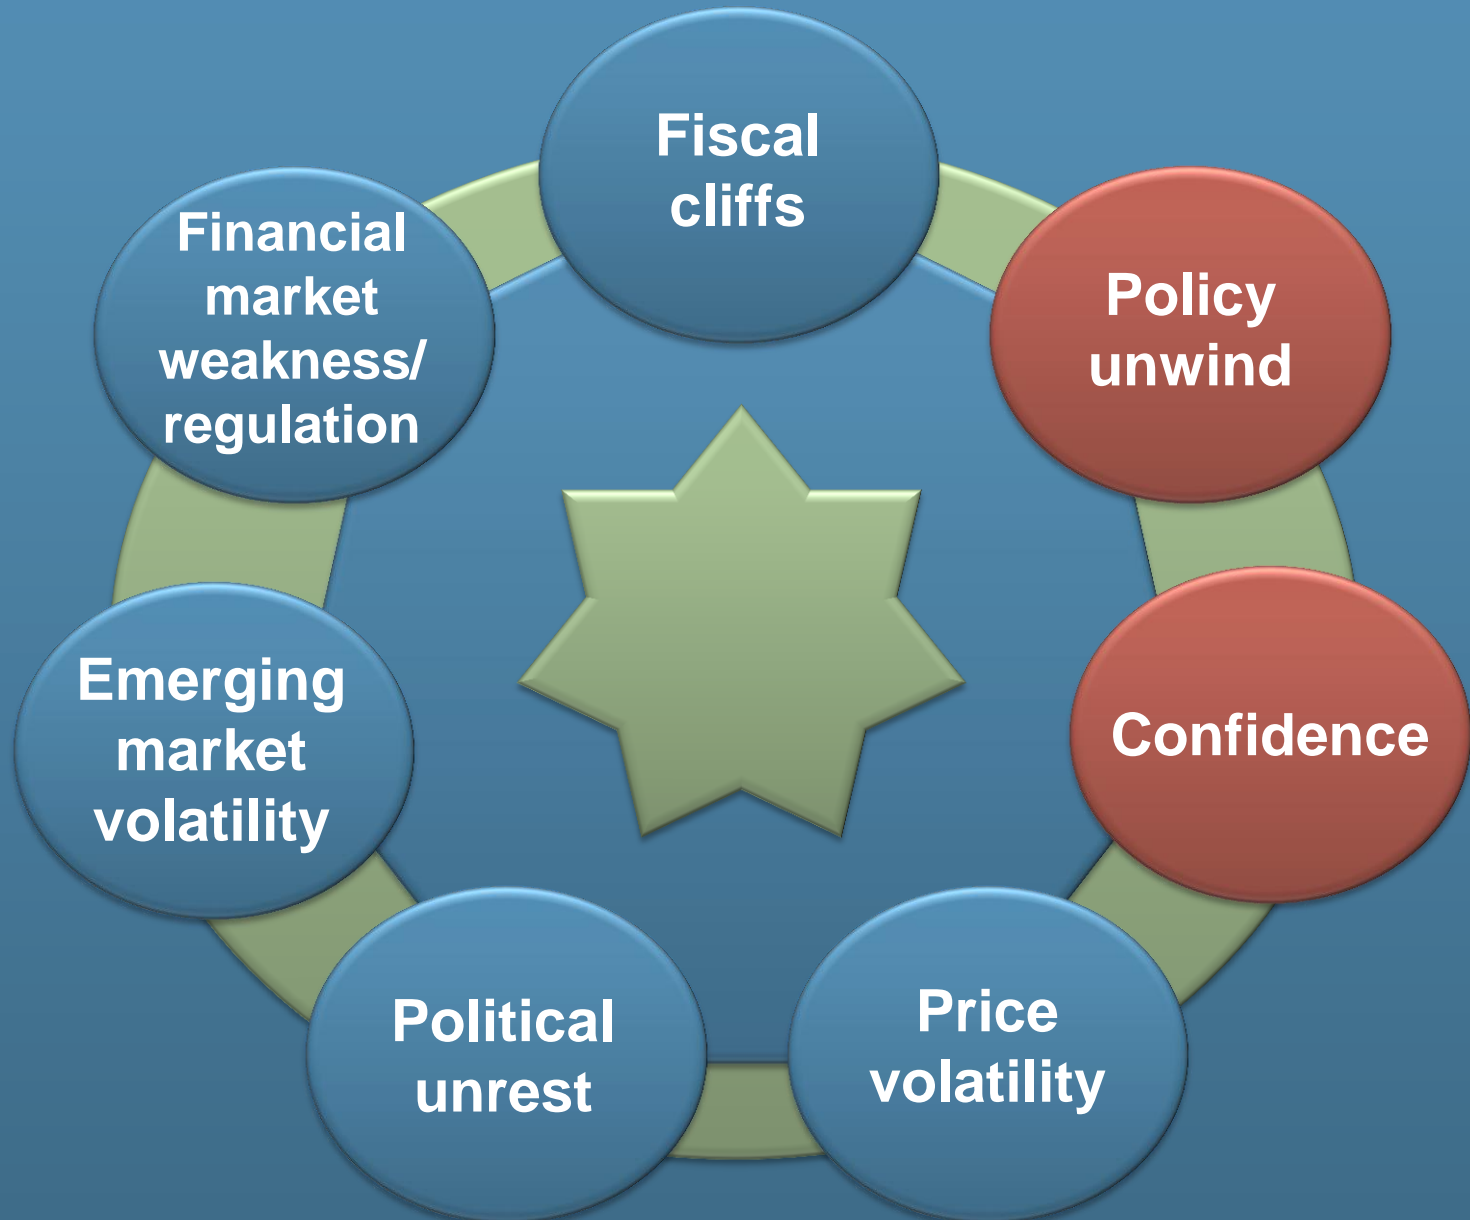 Fiscal
cliffs
Policy
unwind
Confidence
Price
volatility
Political
unrest
Emerging
market
volatility
Financial
market
weakness/
regulation